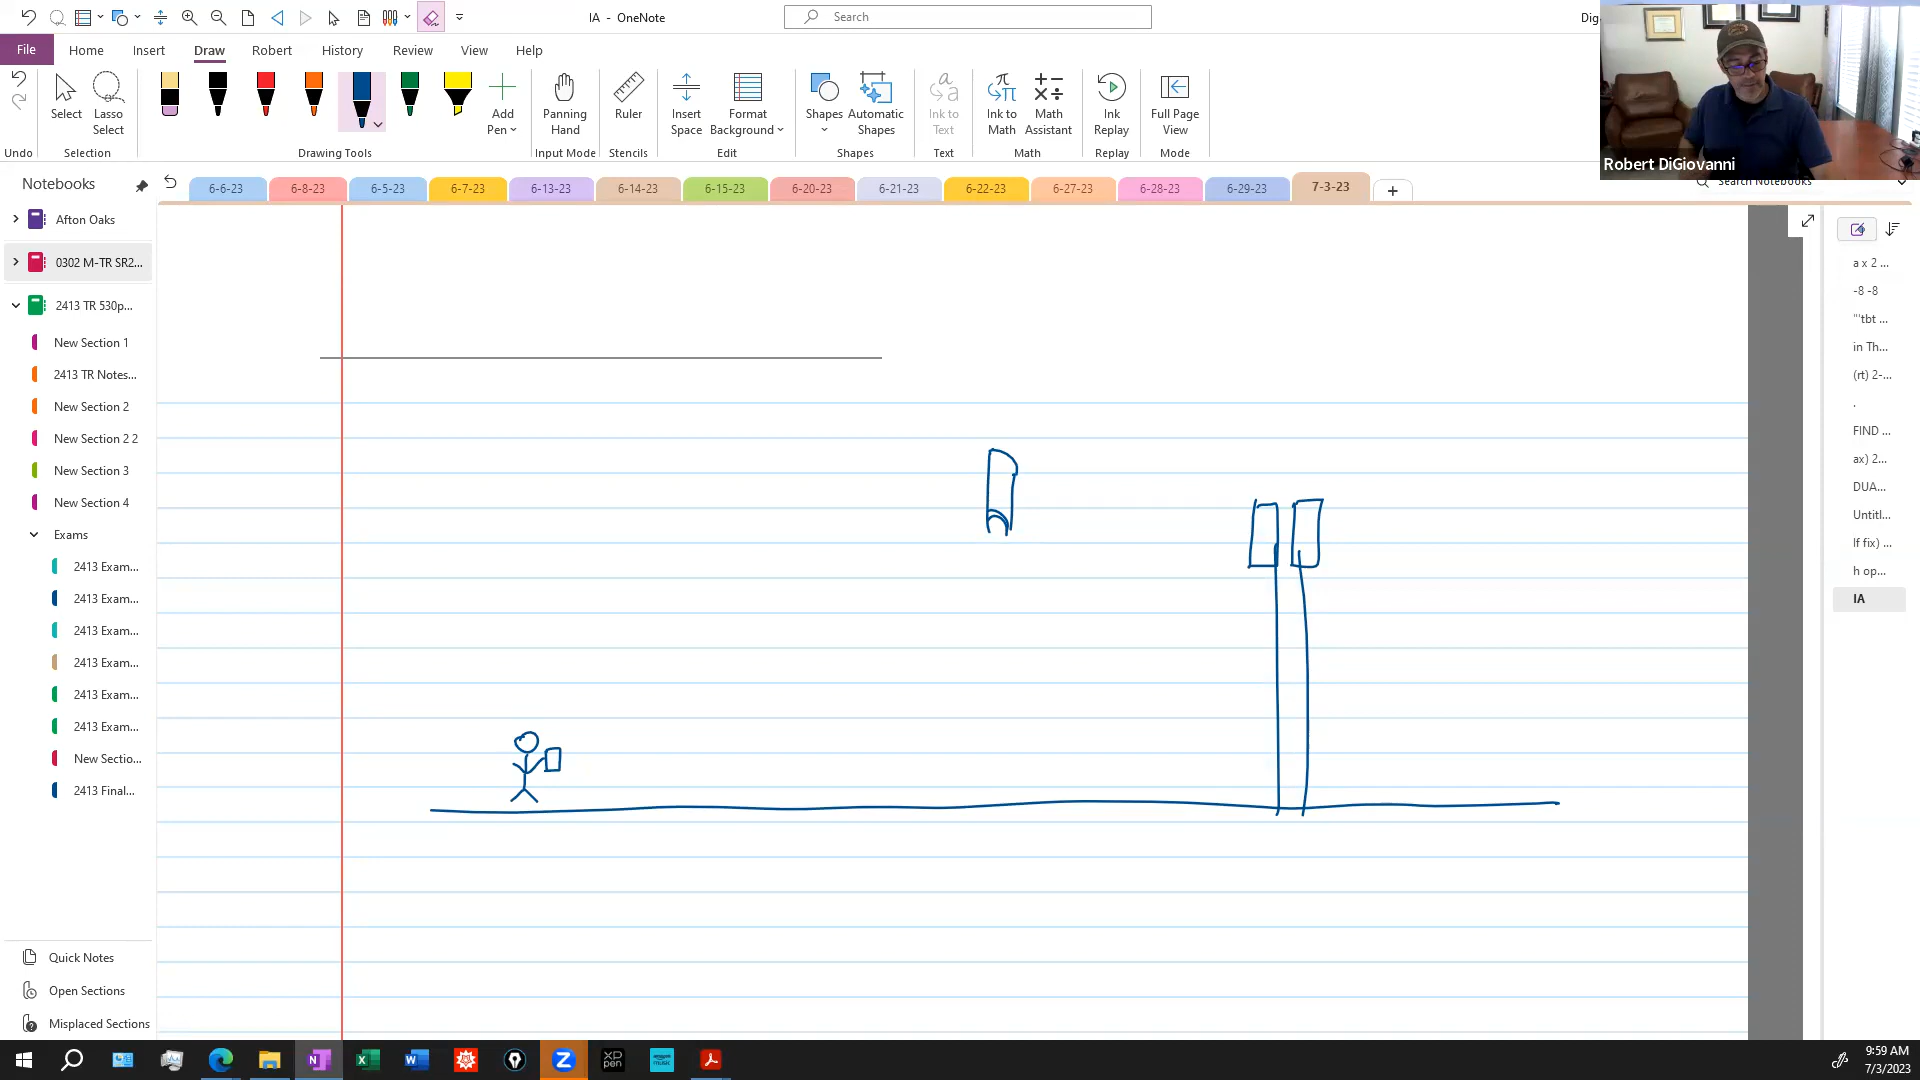 IA - OneNote
Search
Dig
File
Home
Insert
Draw
Robert
History
Review
View
Help
Undo
Select
Lasso Select
Selection
Add Pen
Drawing Tools
Panning Hand
Input Mode
Ruler
Stencils
Insert Space
Format Background
Edit
Shapes
Automatic Shapes
Shapes
Ink to Text
Text
Ink to Math
Math Assistant
Math
Ink Replay
Replay
Full Page View
Mode
Robert DiGiovanni
Notebooks
6-6-23
6-8-23
6-5-23
6-7-23
6-13-23
6-14-23
6-15-23
6-20-23
6-21-23
6-22-23
6-27-23
6-28-23
6-29-23
7-3-23
+
Search Notebooks
Afton Oaks
0302 M-TR SR2...
2413 TR 530p...
New Section 1
2413 TR Notes...
New Section 2
New Section 2 2
New Section 3
New Section 4
Exams
2413 Exam...
2413 Exam...
2413 Exam...
2413 Exam...
2413 Exam...
2413 Exam...
New Sectio...
2413 Final...
Quick Notes
Open Sections
Misplaced Sections
a x 2 ...
-8 -8
"'tbt ...
in Th...
(rt) 2-...
.
FIND ...
ax) 2...
DUA...
Untitl...
If fix) ...
h op...
IA
XP
pen
amazon
music
9:59 AM
7/3/2023